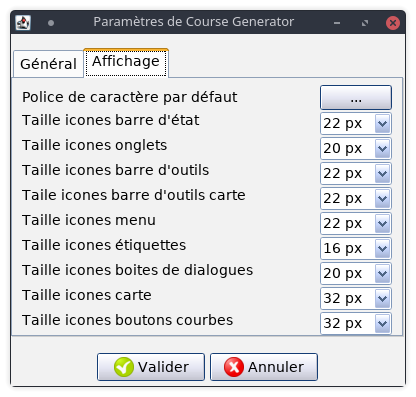 Paramètres de Course Generator
Général
Affichage
Police de caractère par défaut ...
Taille icones barre d'état 22 px
Taille icones onglets 20 px
Taille icones barre d'outils 22 px
Taile icones barre d'outils carte 22 px
Taille icones menu 22 px
Taille icones étiquettes 16 px
Taille icones boites de dialogues 20 px
Taille icones carte 32 px
Taille icones boutons courbes 32 px
Valider
Annuler